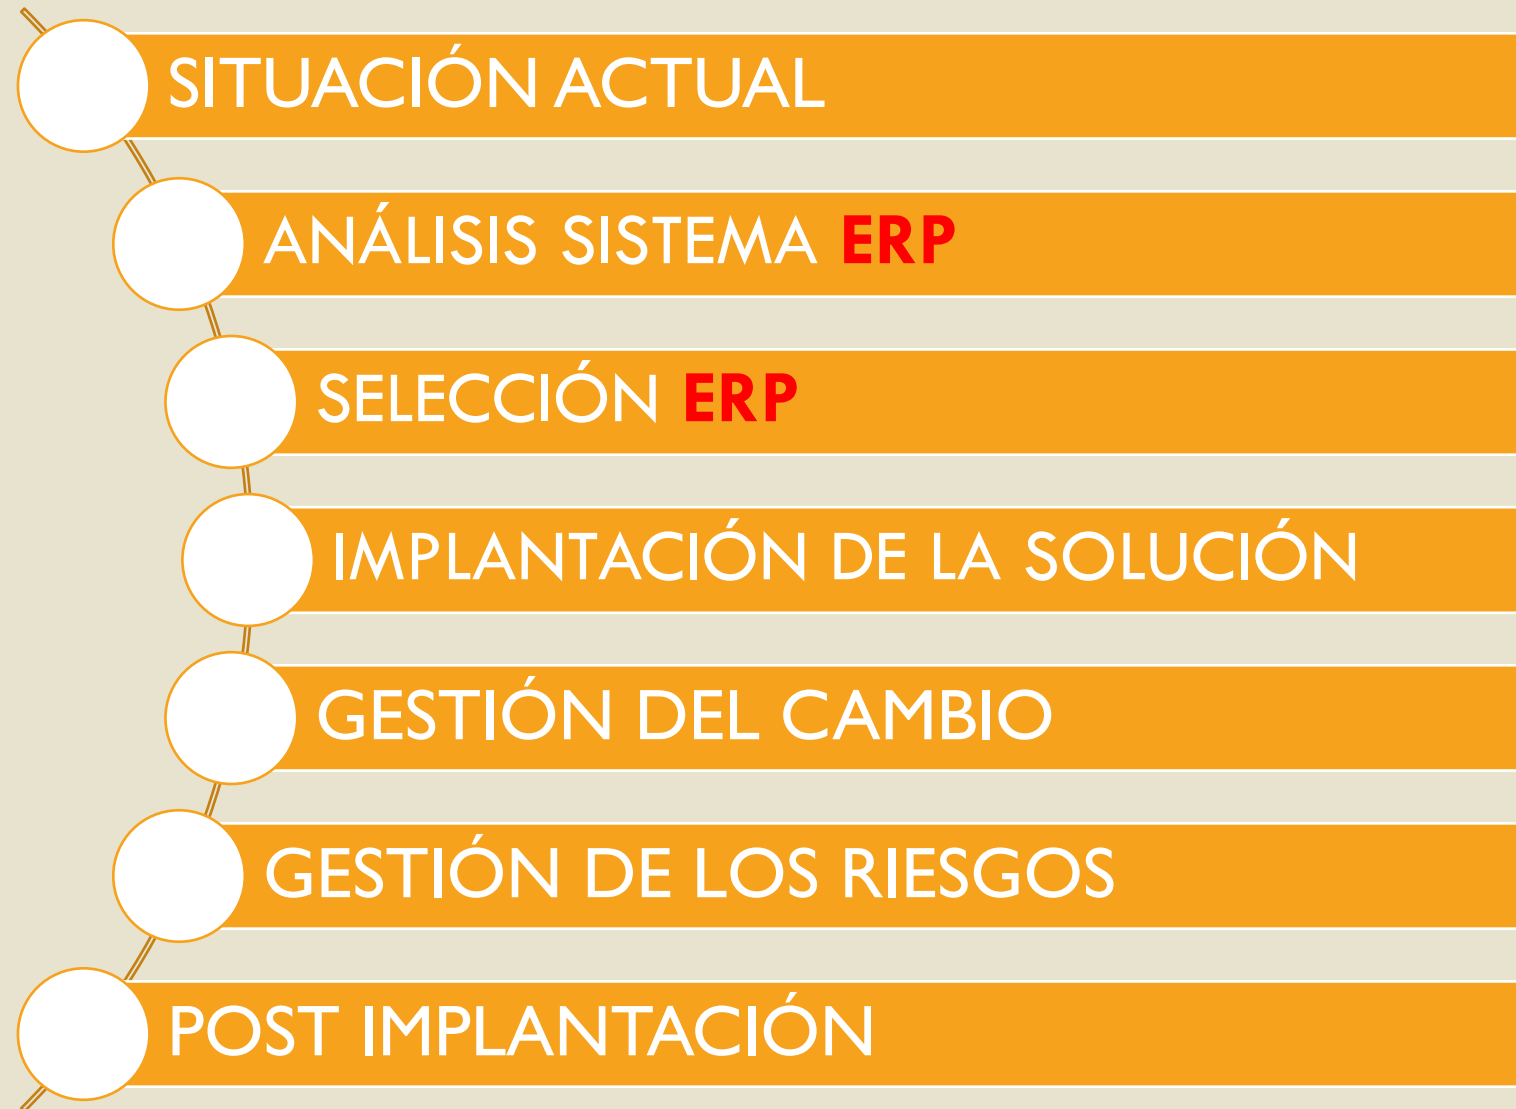 SITUACIÓN ACTUAL
ANÁLISIS SISTEMA ERP
SELECCIÓN ERP
IMPLANTACIÓN DE LA SOLUCIÓN
GESTIÓN DEL CAMBIO
GESTIÓN DE LOS RIESGOS
POST IMPLANTACIÓN